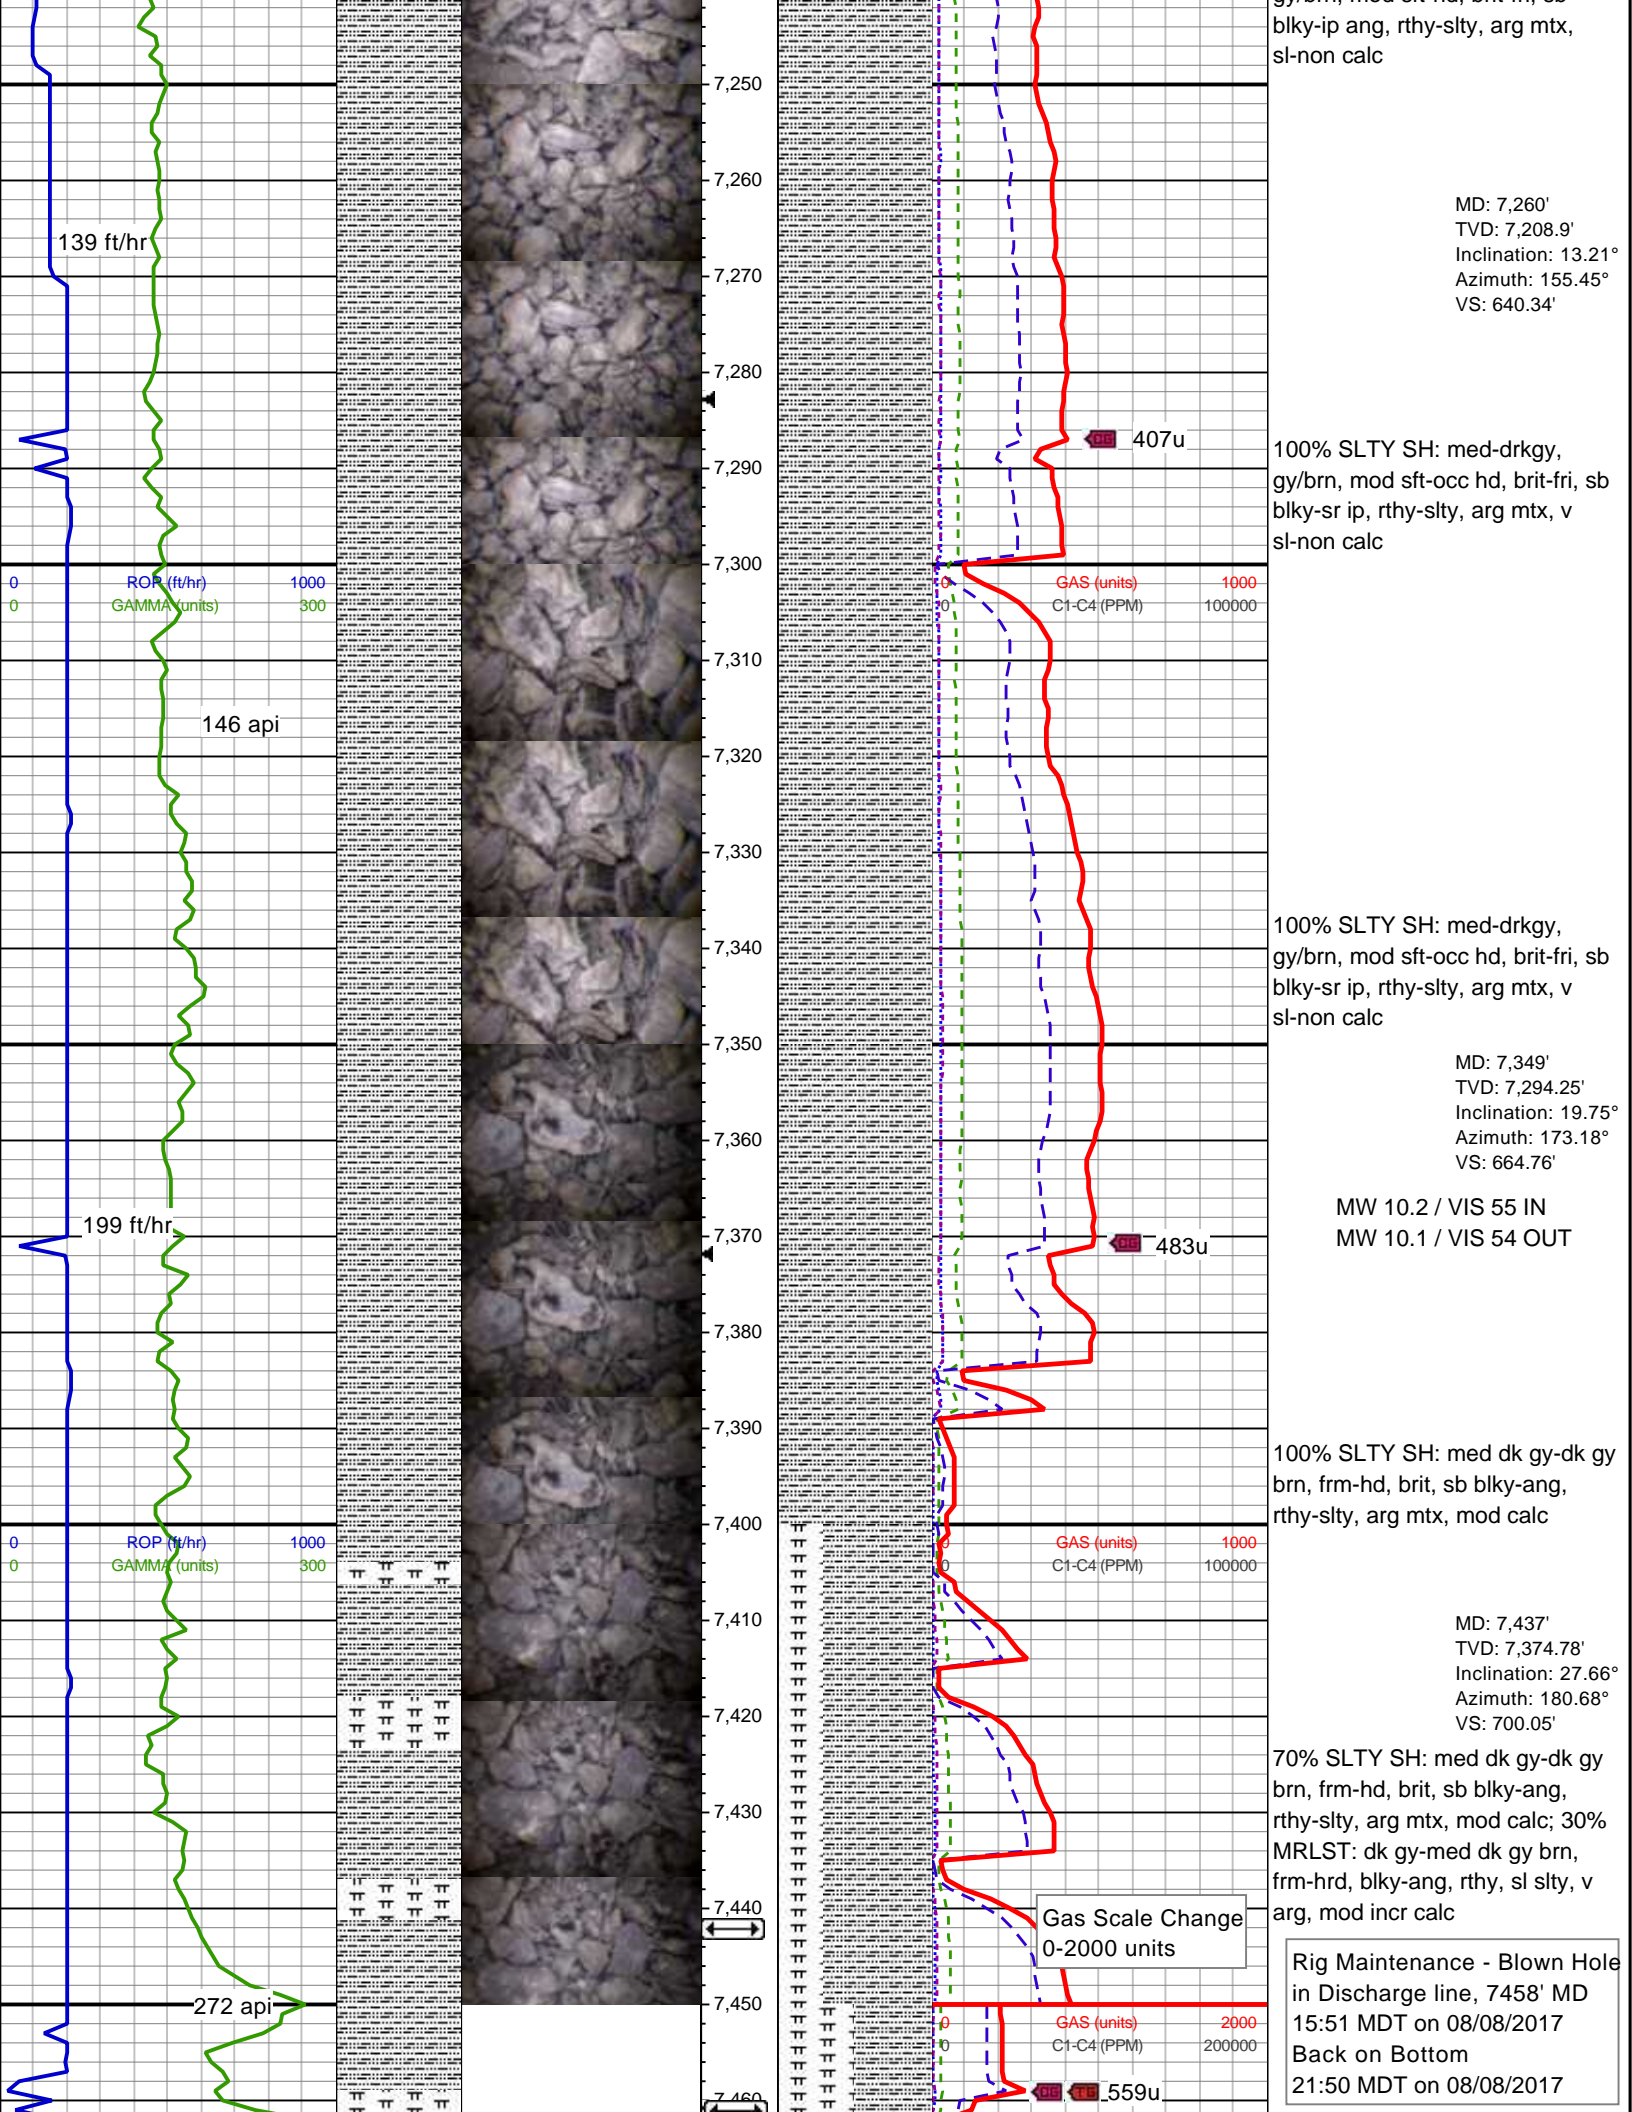 blky-ip ang, rthy-slty, arg mtx,
sl-non calc
7,250
7,260
MD: 7,260'
TVD: 7,208.9'
Inclination: 13.21°
Azimuth: 155.45°
VS: 640.34'
139 ft/hr
7,270
7,280
CG 407u
100% SLTY SH: med-drkgy,
gy/brn, mod sft-occ hd, brit-fri, sb
blky-sr ip, rthy-slty, arg mtx, v
sl-non calc
7,290
7,300
0 ROP (ft/hr) 1000
0 GAMMA (units) 300
0 GAS (units) 1000
0 C1-C4 (PPM) 100000
7,310
146 api
7,320
7,330
7,340
100% SLTY SH: med-drkgy,
gy/brn, mod sft-occ hd, brit-fri, sb
blky-sr ip, rthy-slty, arg mtx, v
sl-non calc
7,350
MD: 7,349'
TVD: 7,294.25'
Inclination: 19.75°
Azimuth: 173.18°
VS: 664.76'
7,360
MW 10.2 / VIS 55 IN
MW 10.1 / VIS 54 OUT
199 ft/hr
7,370
CG 483u
7,380
7,390
100% SLTY SH: med dk gy-dk gy
brn, frm-hd, brit, sb blky-ang,
rthy-slty, arg mtx, mod calc
7,400
0 ROP (ft/hr) 1000
0 GAMMA (units) 300
0 GAS (units) 1000
0 C1-C4 (PPM) 100000
7,410
MD: 7,437'
TVD: 7,374.78'
Inclination: 27.66°
Azimuth: 180.68°
VS: 700.05'
7,420
70% SLTY SH: med dk gy-dk gy
brn, frm-hd, brit, sb blky-ang,
rthy-slty, arg mtx, mod calc; 30%
MRLST: dk gy-med dk gy brn,
frm-hrd, blky-ang, rthy, sl slty, v
arg, mod incr calc
7,430
7,440
Gas Scale Change
0-2000 units
Rig Maintenance - Blown Hole
in Discharge line, 7458' MD
15:51 MDT on 08/08/2017
Back on Bottom
21:50 MDT on 08/08/2017
272 api
7,450
0 GAS (units) 2000
0 C1-C4 (PPM) 200000
7,460
CG TG 559u